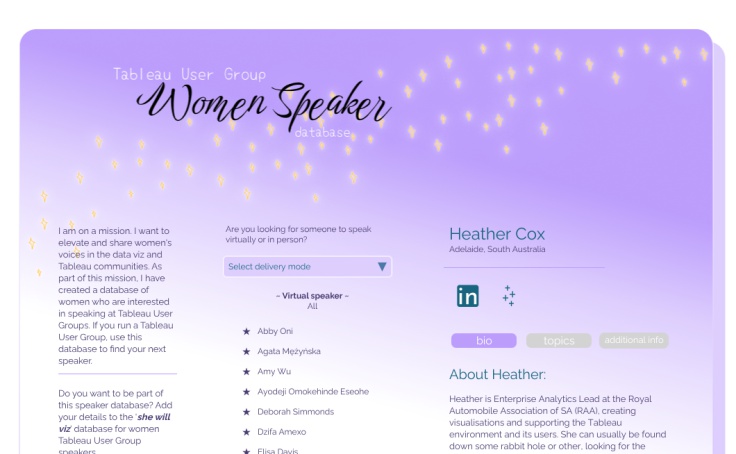 Tableau User Group
Women Speaker
database
I am on a mission. I want to
elevate and share women's
voices in the data viz and
Tableau communities. As
part of this mission, I have
created a database of
women who are interested
in speaking at Tableau User
Groups. If you run a Tableau
User Group, use this
database to find your next
speaker.
Do you want to be part of
this speaker database? Add
your details to the 'she will
viz' database for women
Tableau User Group
speakers
Are you looking for someone to speak
virtually or in person?
Select delivery mode
~ Virtual speaker ~
All
Abby Oni
Agata Mężyńska
Amy Wu
Ayodeji Omokehinde Eseohe
Deborah Simmonds
Dzifa Amexo
Elisa Davis
Heather Cox
Adelaide, South Australia
in
bio
topics
additional info
About Heather:
Heather is Enterprise Analytics Lead at the Royal
Automobile Association of SA (RAA), creating
visualisations and supporting the Tableau
environment and its users. She can usually be found
down some rabbit hole or other, looking for the